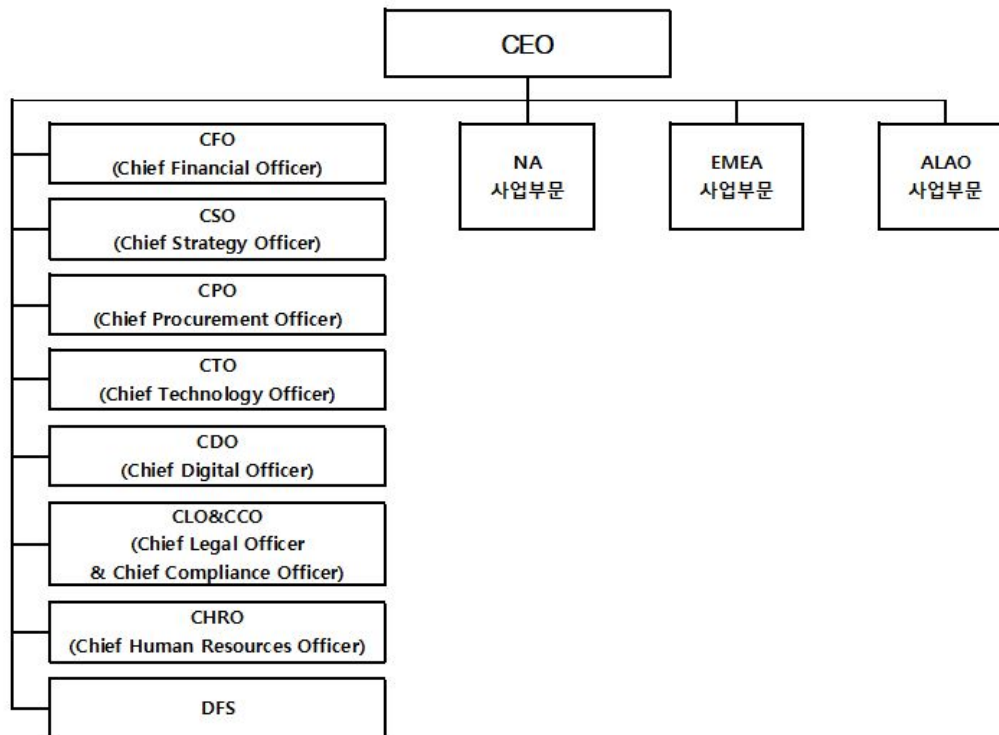 CEO
CFO
(Chief Financial Officer)
CSO
(Chief Strategy Officer)
CPO
(Chief Procurement Officer)
CTO
(Chief Technology Officer)
CDO
(Chief Digital Officer)
CLO&CCO
(Chief Legal Officer
& Chief Compliance Officer)
CHRO
(Chief Human Resources Officer)
DFS
NA
사업부문
EMEA
사업부문
ALAO
사업부문